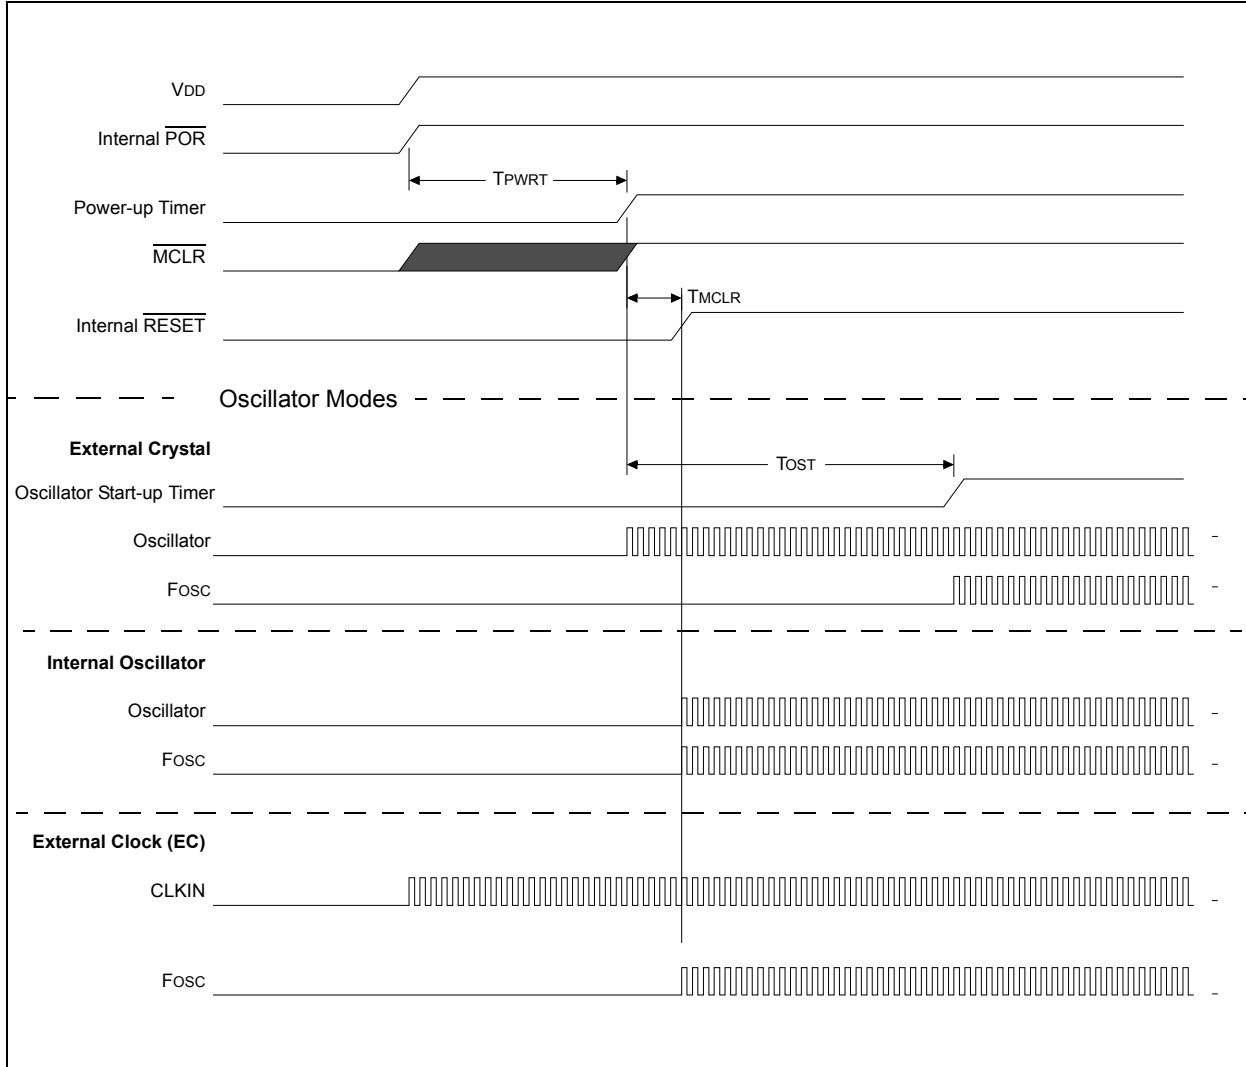 VDD
Internal POR
TPWRT
Power-up Timer
MCLR
TMCLR
Internal RESET
Oscillator Modes
External Crystal
TOST
Oscillator Start-up Timer
Oscillator
FOSC
Internal Oscillator
Oscillator
FOSC
External Clock (EC)
CLKIN
FOSC